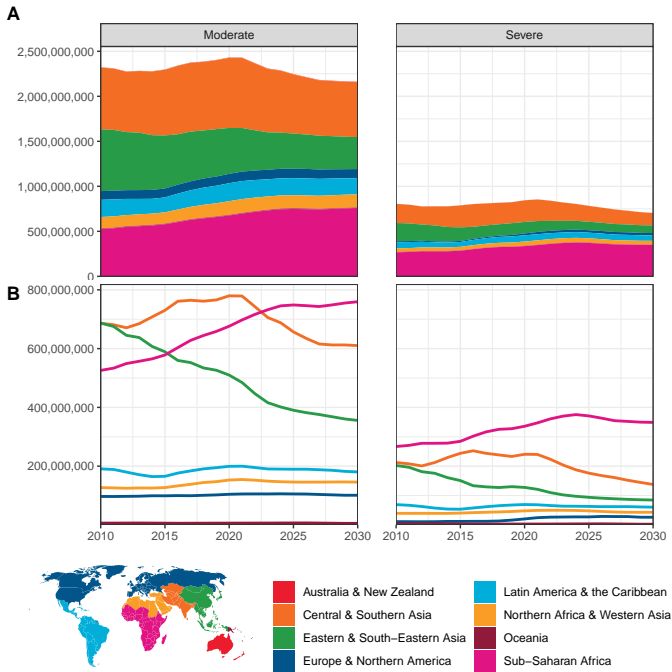 A
Moderate
Severe
2,500,000,000
2,000,000,000
1,500,000,000
1,000,000,000
500,000,000
0
B
800,000,000
600,000,000
400,000,000
200,000,000
2010 2015 2020 2025 2030
2010 2015 2020 2025 2030
Australia & New Zealand
Central & Southern Asia
Eastern & South−Eastern Asia
Europe & Northern America
Latin America & the Caribbean
Northern Africa & Western Asia
Oceania
Sub−Saharan Africa